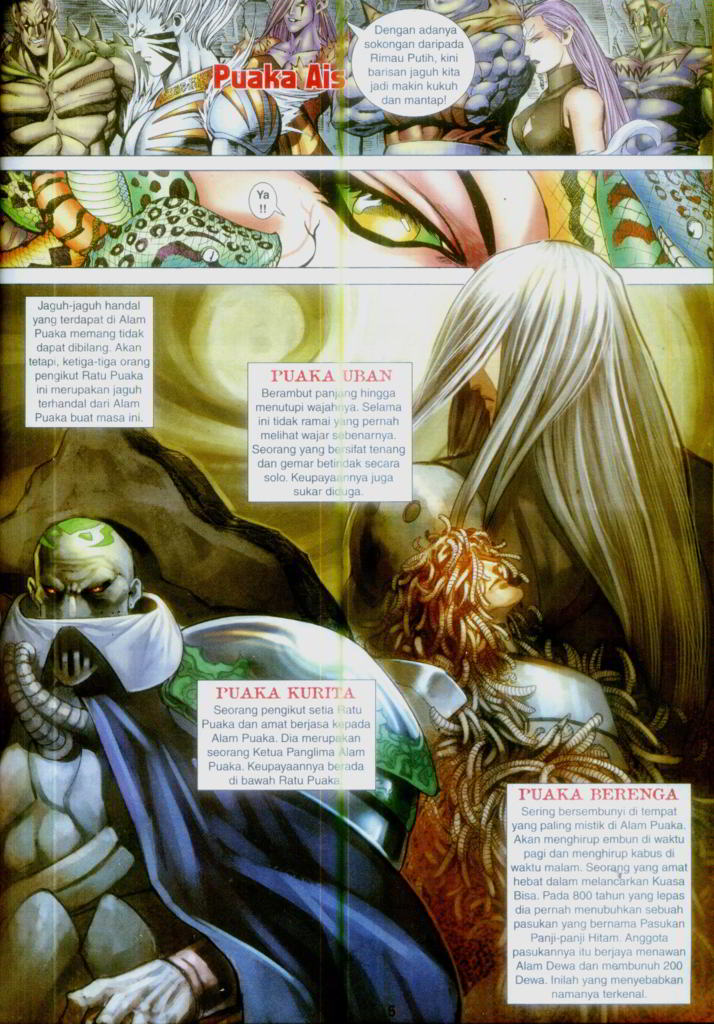 Dengan adanya
sokongan daripada
Rimau Putih, kini
barisan jaguh kita
jadi makin kukuh
dan mantap!
Puaka Ais
Ya
!!
Jaguh-jaguh handal
yang terdapat di Alam
Puaka memang tidak
dapat dibilang. Akan
tetapi, ketiga-tiga orang
pengikut Ratu Puaka
ini merupakan jaguh
terhandal dari Alam
Puaka buat masa ini.
PUAKA UBAN
Berambut panjang hingga
menutupi wajahnya. Selama
ini tidak ramai yang pernah
melihat wajar sebenarnya.
Seorang yang bersifat tenang
dan gemar betindak secara
solo. Keupayaannya juga
sukar diduga.
PUAKA KURITA
Seorang pengikut setia Ratu
Puaka dan amat berjasa kepada
Alam Puaka. Dia merupakan
seorang Ketua Panglima Alam
Puaka. Keupayaannya berada
di bawah Ratu Puaka.
PUAKA BERENGA
Sering bersembunyi di tempat
yang paling mistik di Alam Puaka.
Akan menghirup embun di waktu
pagi dan menghirup kabus di
waktu malam. Seorang yang amat
hebat dalam melancarkan Kuasa
Bisa. Pada 800 tahun yang lepas
dia pernah menubuhkan sebuah
pasukan yang bernama Pasukan
Panji-panji Hitam. Anggota
pasukannya itu berjaya menawan
Alam Dewa dan membunuh 200
Dewa. Inilah yang menyebabkan
namanya terkenal.